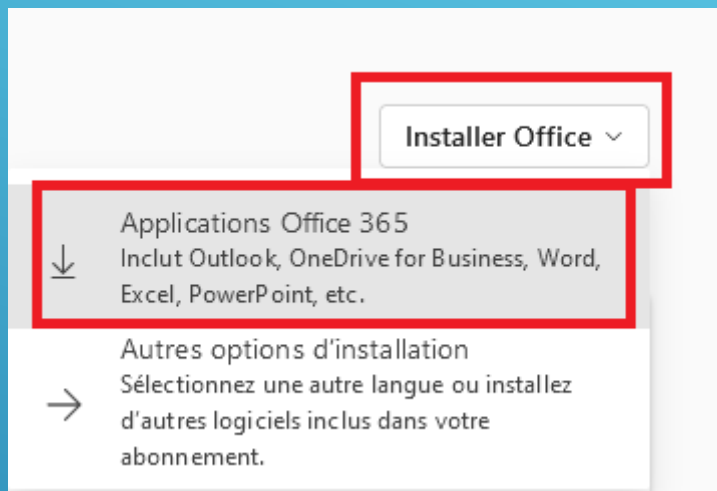 Installer Office
Applications Office 365
Inclut Outlook, OneDrive for Business, Word,
Excel, PowerPoint, etc.
Autres options d'installation
Sélectionnez une autre langue ou installez
d'autres logiciels inclus dans votre
abonnement.